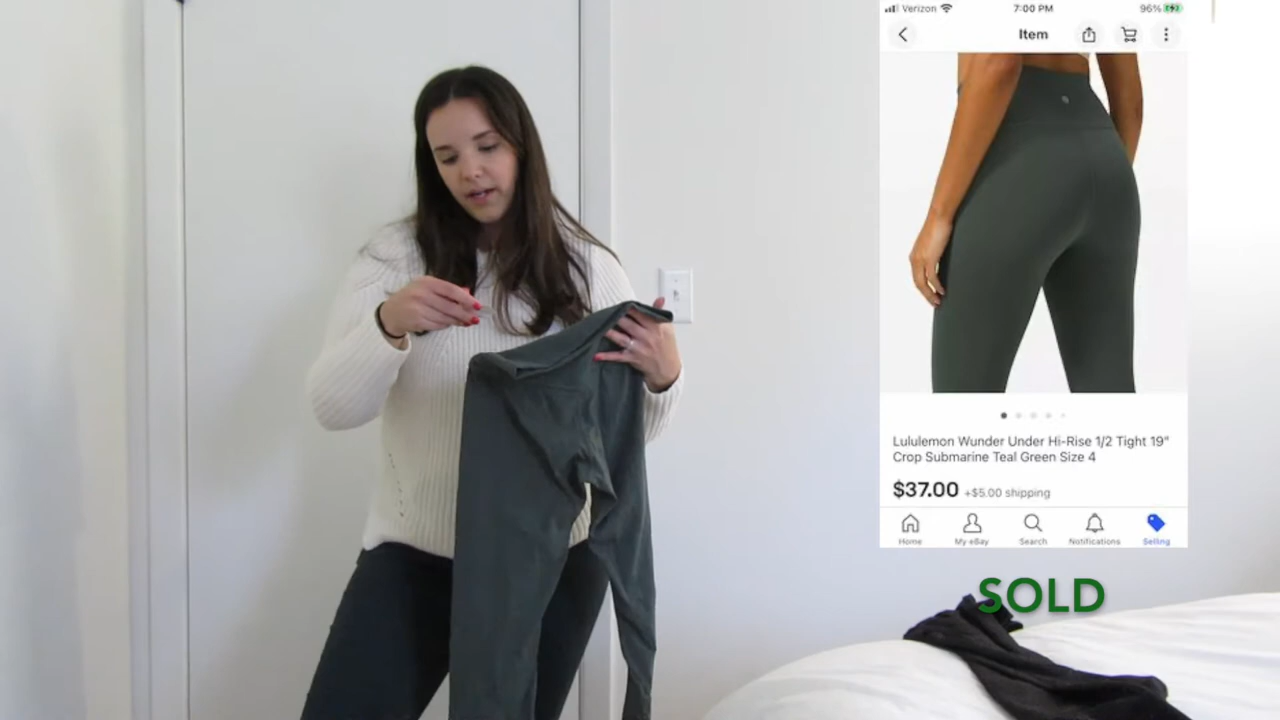 Verizon 7:00 PM 96%
Item
Lululemon Wunder Under Hi-Rise 1/2 Tight 19"
Crop Submarine Teal Green Size 4
$37.00 +$5.00 shipping
Home My eBay Search Notifications Selling
SOLD